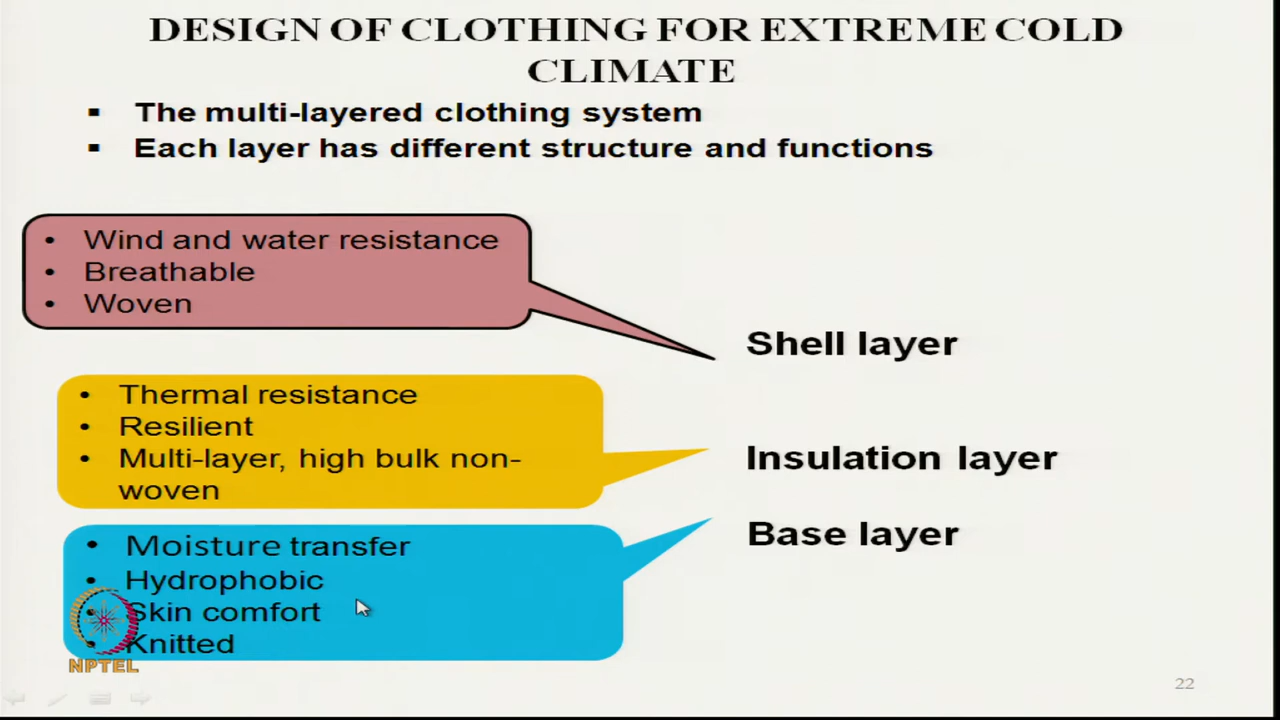 DESIGN OF CLOTHING FOR EXTREME COLD
CLIMATE
▪ The multi-layered clothing system
▪ Each layer has different structure and functions
• Wind and water resistance
• Breathable
• Woven
Shell layer
• Thermal resistance
• Resilient
• Multi-layer, high bulk non-
woven
Insulation layer
Base layer
• Moisture transfer
• Hydrophobic
• Skin comfort
• Knitted
NPTEL
22